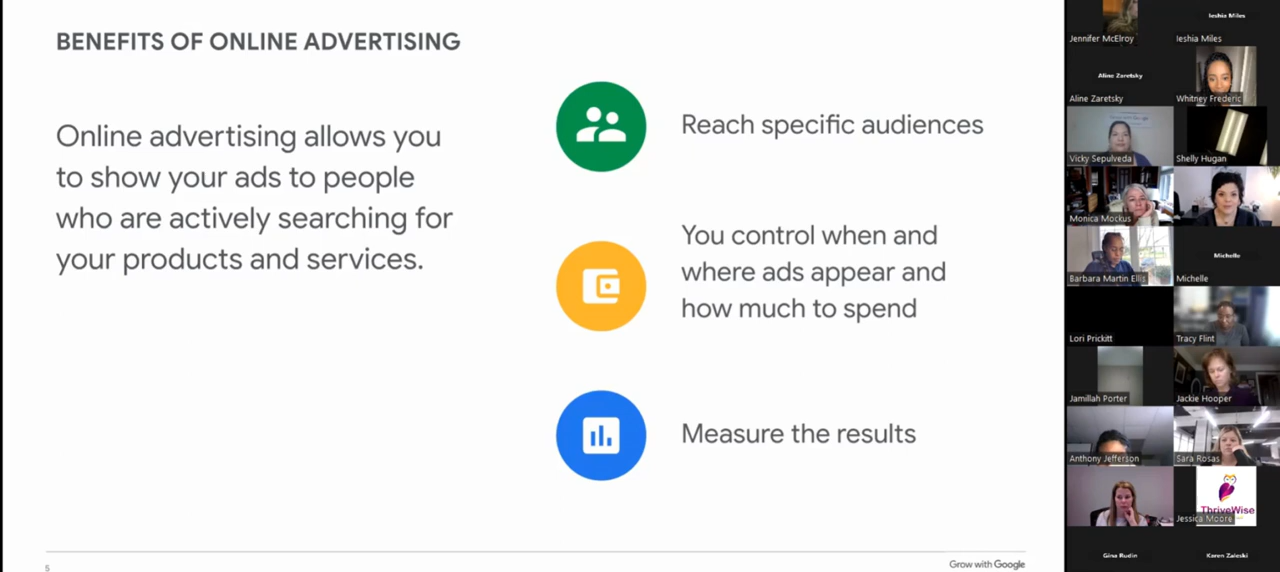 BENEFITS OF ONLINE ADVERTISING
Online advertising allows you
to show your ads to people
who are actively searching for
your products and services.
Reach specific audiences
You control when and
where ads appear and
how much to spend
Measure the results
5
Grow with Google
Jennifer McElroy
Ieshia Miles
Ieshia Miles
Aline Zaretsky
Aline Zaretsky
Whitney Frederic
Vicky Sepulveda
Shelly Hugan
Monica Mockus
Barbara Martin Ellis
Michelle
Michelle
Lori Prickitt
Tracy Flint
Jamillah Porter
Jackie Hooper
Anthony Jefferson
Sara Rosas
ThriveWise
Jessica Moore
Gina Rudin
Karen Zaleski